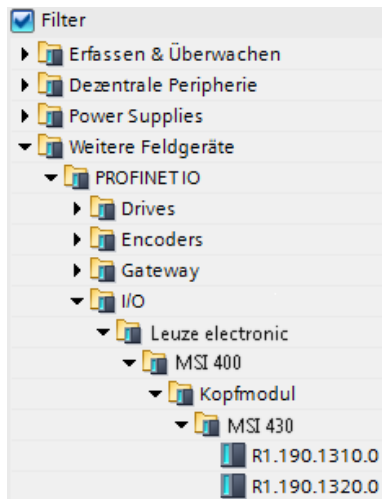 Filter
Erfassen & Überwachen
Dezentrale Peripherie
Power Supplies
Weitere Feldgeräte
PROFINET IO
Drives
Encoders
Gateway
I/O
Leuze electronic
MSI 400
Kopfmodul
MSI 430
R1.190.1310.0
R1.190.1320.0